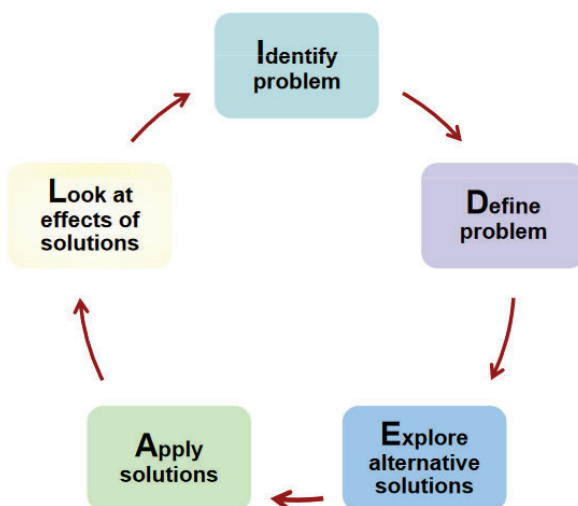 Identify
problem
Define
problem
Explore
alternative
solutions
Apply
solutions
Look at
effects of
solutions